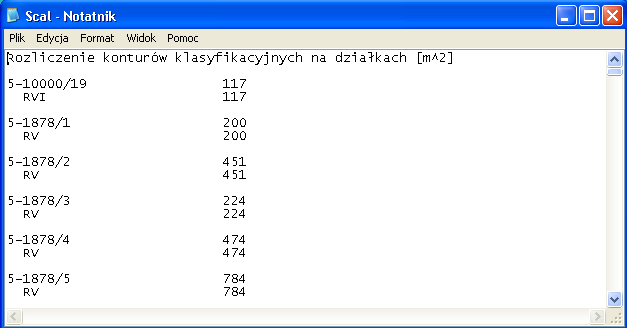 Scal - Notatnik
Plik Edycja Format Widok Pomoc
Rozliczenie konturów klasyfikacyjnych na działkach [m^2]
5-10000/19 117
RVI 117
5-1878/1 200
RV 200
5-1878/2 451
RV 451
5-1878/3 224
RV 224
5-1878/4 474
RV 474
5-1878/5 784
RV 784